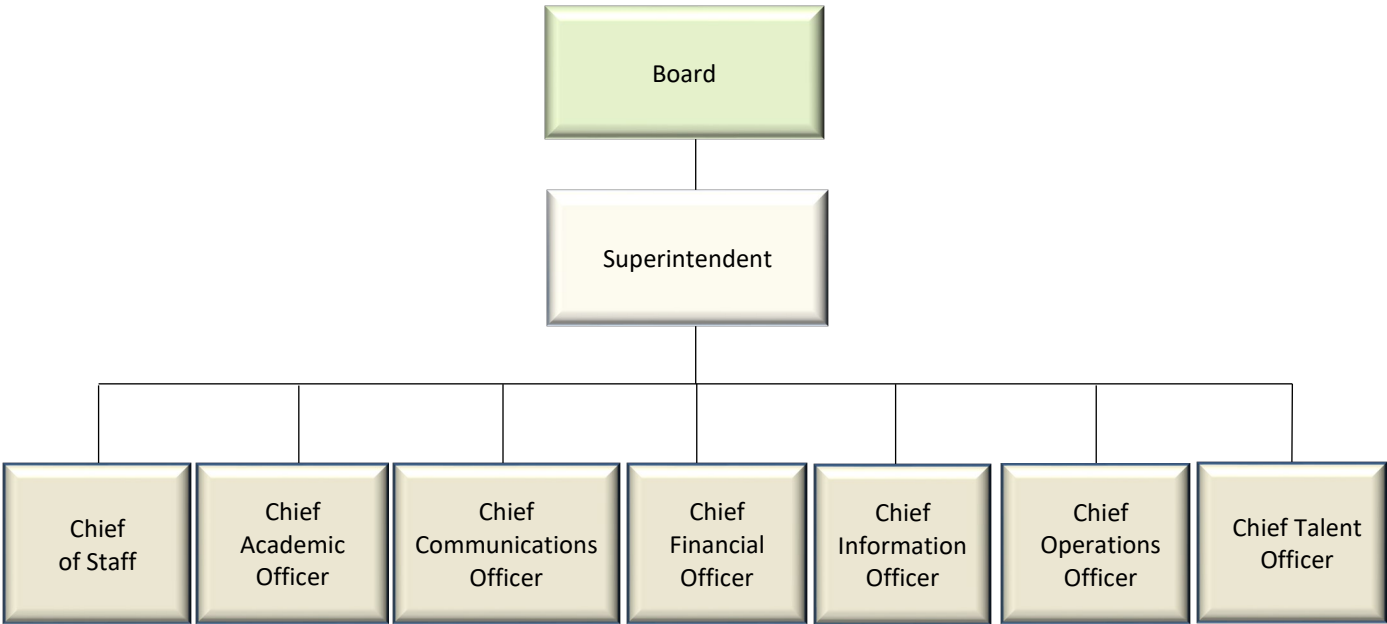 Board
Superintendent
Chief
of Staff
Chief
Academic
Officer
Chief
Communications
Officer
Chief
Financial
Officer
Chief
Information
Officer
Chief
Operations
Officer
Chief Talent
Officer